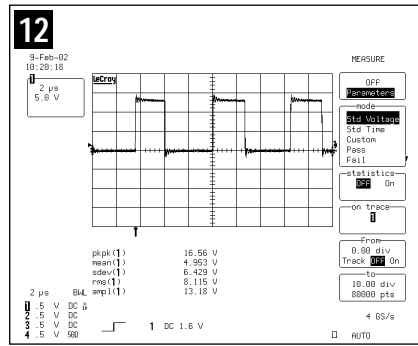 12
9-Feb-02
10:20:18
1
2 µs
5.0 V
LeCroy
MEASURE
Off
Parameters
mode
Std Voltage
Std Time
Custom
Pass
Fail
statistics
Off On
on trace
1
from
0.00 div
Track Off On
to
10.00 div
80000 pts
pkpk(1) 16.56 V
mean(1) 4.953 V
sdev(1) 6.429 V
rms(1) 8.115 V
ampl(1) 13.18 V
2 µs BWL
1 .5 V DC
2 .5 V DC
3 .5 V DC
4 .5 V 50Ω
1 DC 1.6 V
4 GS/s
AUTO